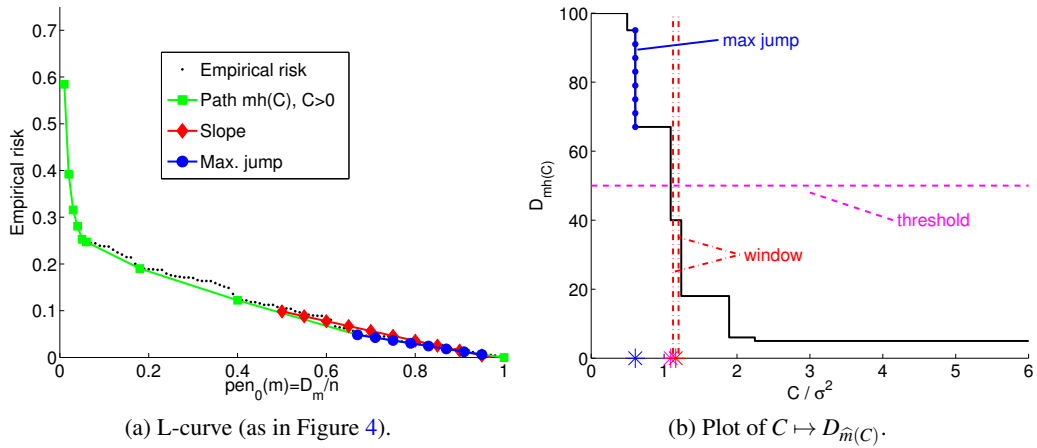 0.7
0.6
0.5
0.4
0.3
0.2
0.1
0
Empirical risk
Empirical risk
Path mh(C), C>0
Slope
Max. jump
0 0.2 0.4 0.6 0.8 1
pen₀(m)=Dₘ/n
(a) L-curve (as in Figure 4).
100
80
60
40
20
0
D_mh(C)
max jump
threshold
window
0 1 2 3 4 5 6
C / σ²
(b) Plot of C ↦ D_m̂(C).